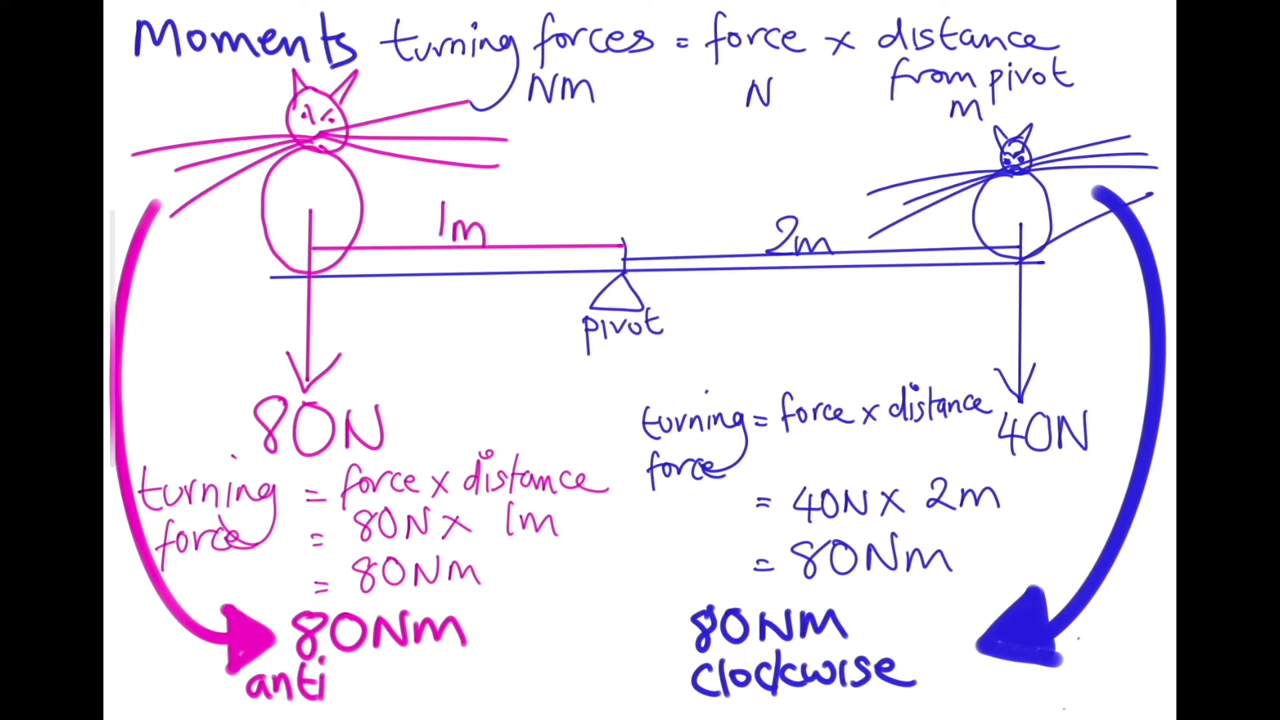 Moments turning forces = force x distance
from pivot
Nm N m
1m 2m
pivot
80N
40N
turning = force x distance
force = 80N x 1m
= 80Nm
80Nm
anti
turning = force x distance
force
= 40N x 2m
= 80Nm
80Nm
clockwise